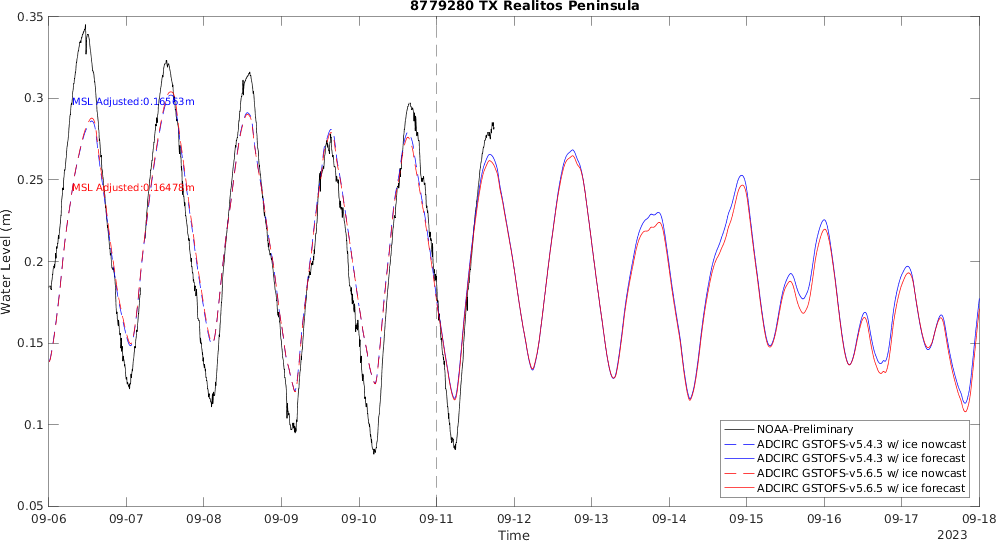 8779280 TX Realitos Peninsula
0.35
0.3
0.25
0.2
0.15
0.1
0.05
Water Level (m)
MSL Adjusted:0.16563m
MSL Adjusted:0.16478m
NOAA-Preliminary
ADCIRC GSTOFS-v5.4.3 w/ ice nowcast
ADCIRC GSTOFS-v5.4.3 w/ ice forecast
ADCIRC GSTOFS-v5.6.5 w/ ice nowcast
ADCIRC GSTOFS-v5.6.5 w/ ice forecast
09-06 09-07 09-08 09-09 09-10 09-11 09-12 09-13 09-14 09-15 09-16 09-17 09-18
Time
2023